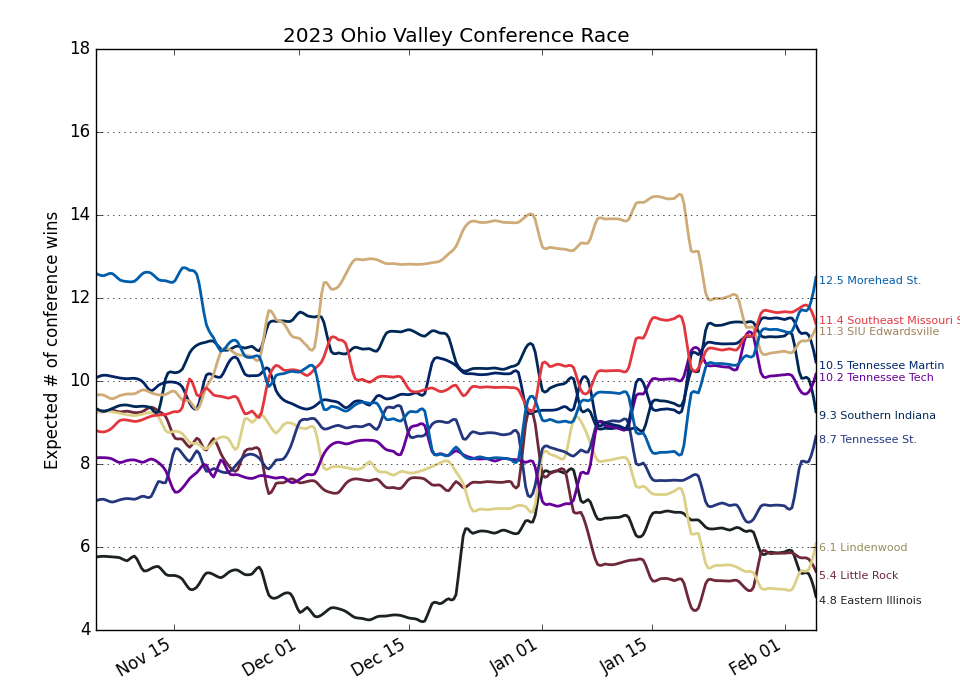 2023 Ohio Valley Conference Race
Expected # of conference wins
18
16
14
12
10
8
6
4
Nov 15
Dec 01
Dec 15
Jan 01
Jan 15
Feb 01
12.5 Morehead St.
11.4 Southeast Missouri S
11.3 SIU Edwardsville
10.5 Tennessee Martin
10.2 Tennessee Tech
9.3 Southern Indiana
8.7 Tennessee St.
6.1 Lindenwood
5.4 Little Rock
4.8 Eastern Illinois